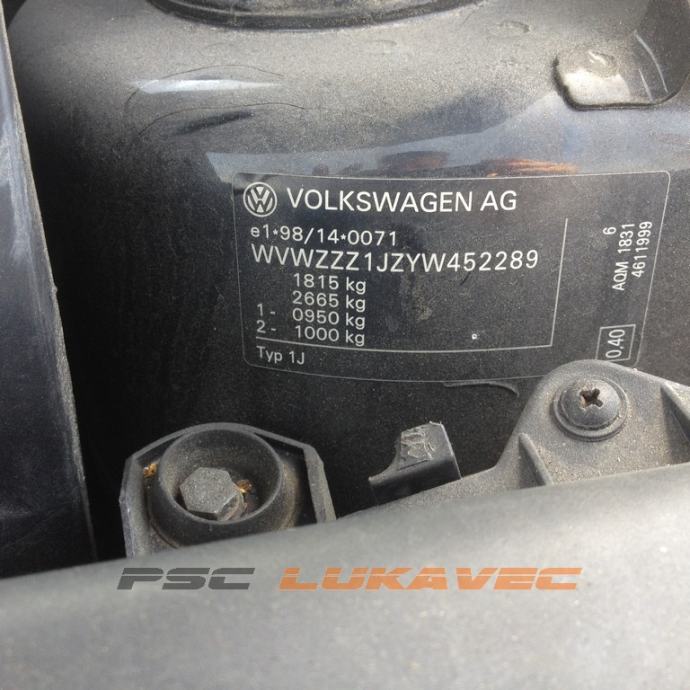 VOLKSWAGEN AG
e1*98/14*0071
WVWZZZ1JZYW452289
1815 kg
2665 kg
1- 0950 kg
2- 1000 kg
Typ 1J
6
AQM 1831
4611999
0,40
PSC LUKAVEC